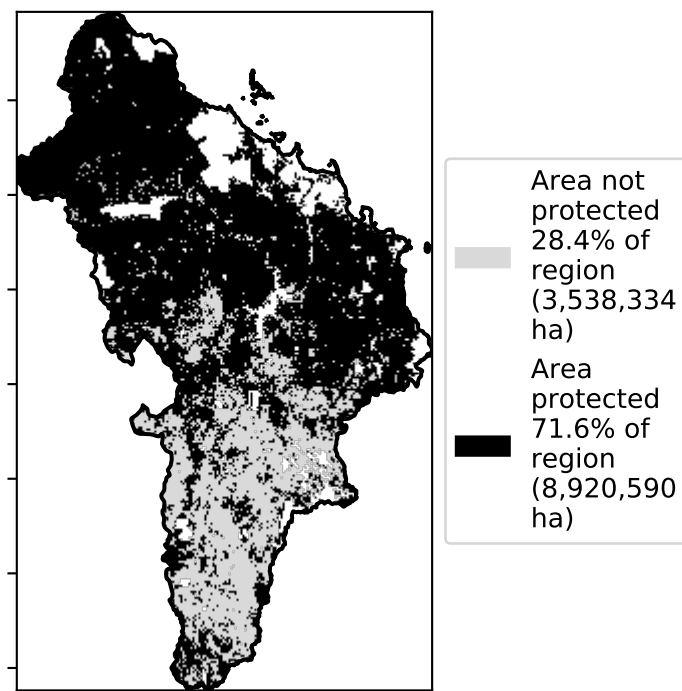 Area not
protected
28.4% of
region
(3,538,334
ha)
Area
protected
71.6% of
region
(8,920,590
ha)